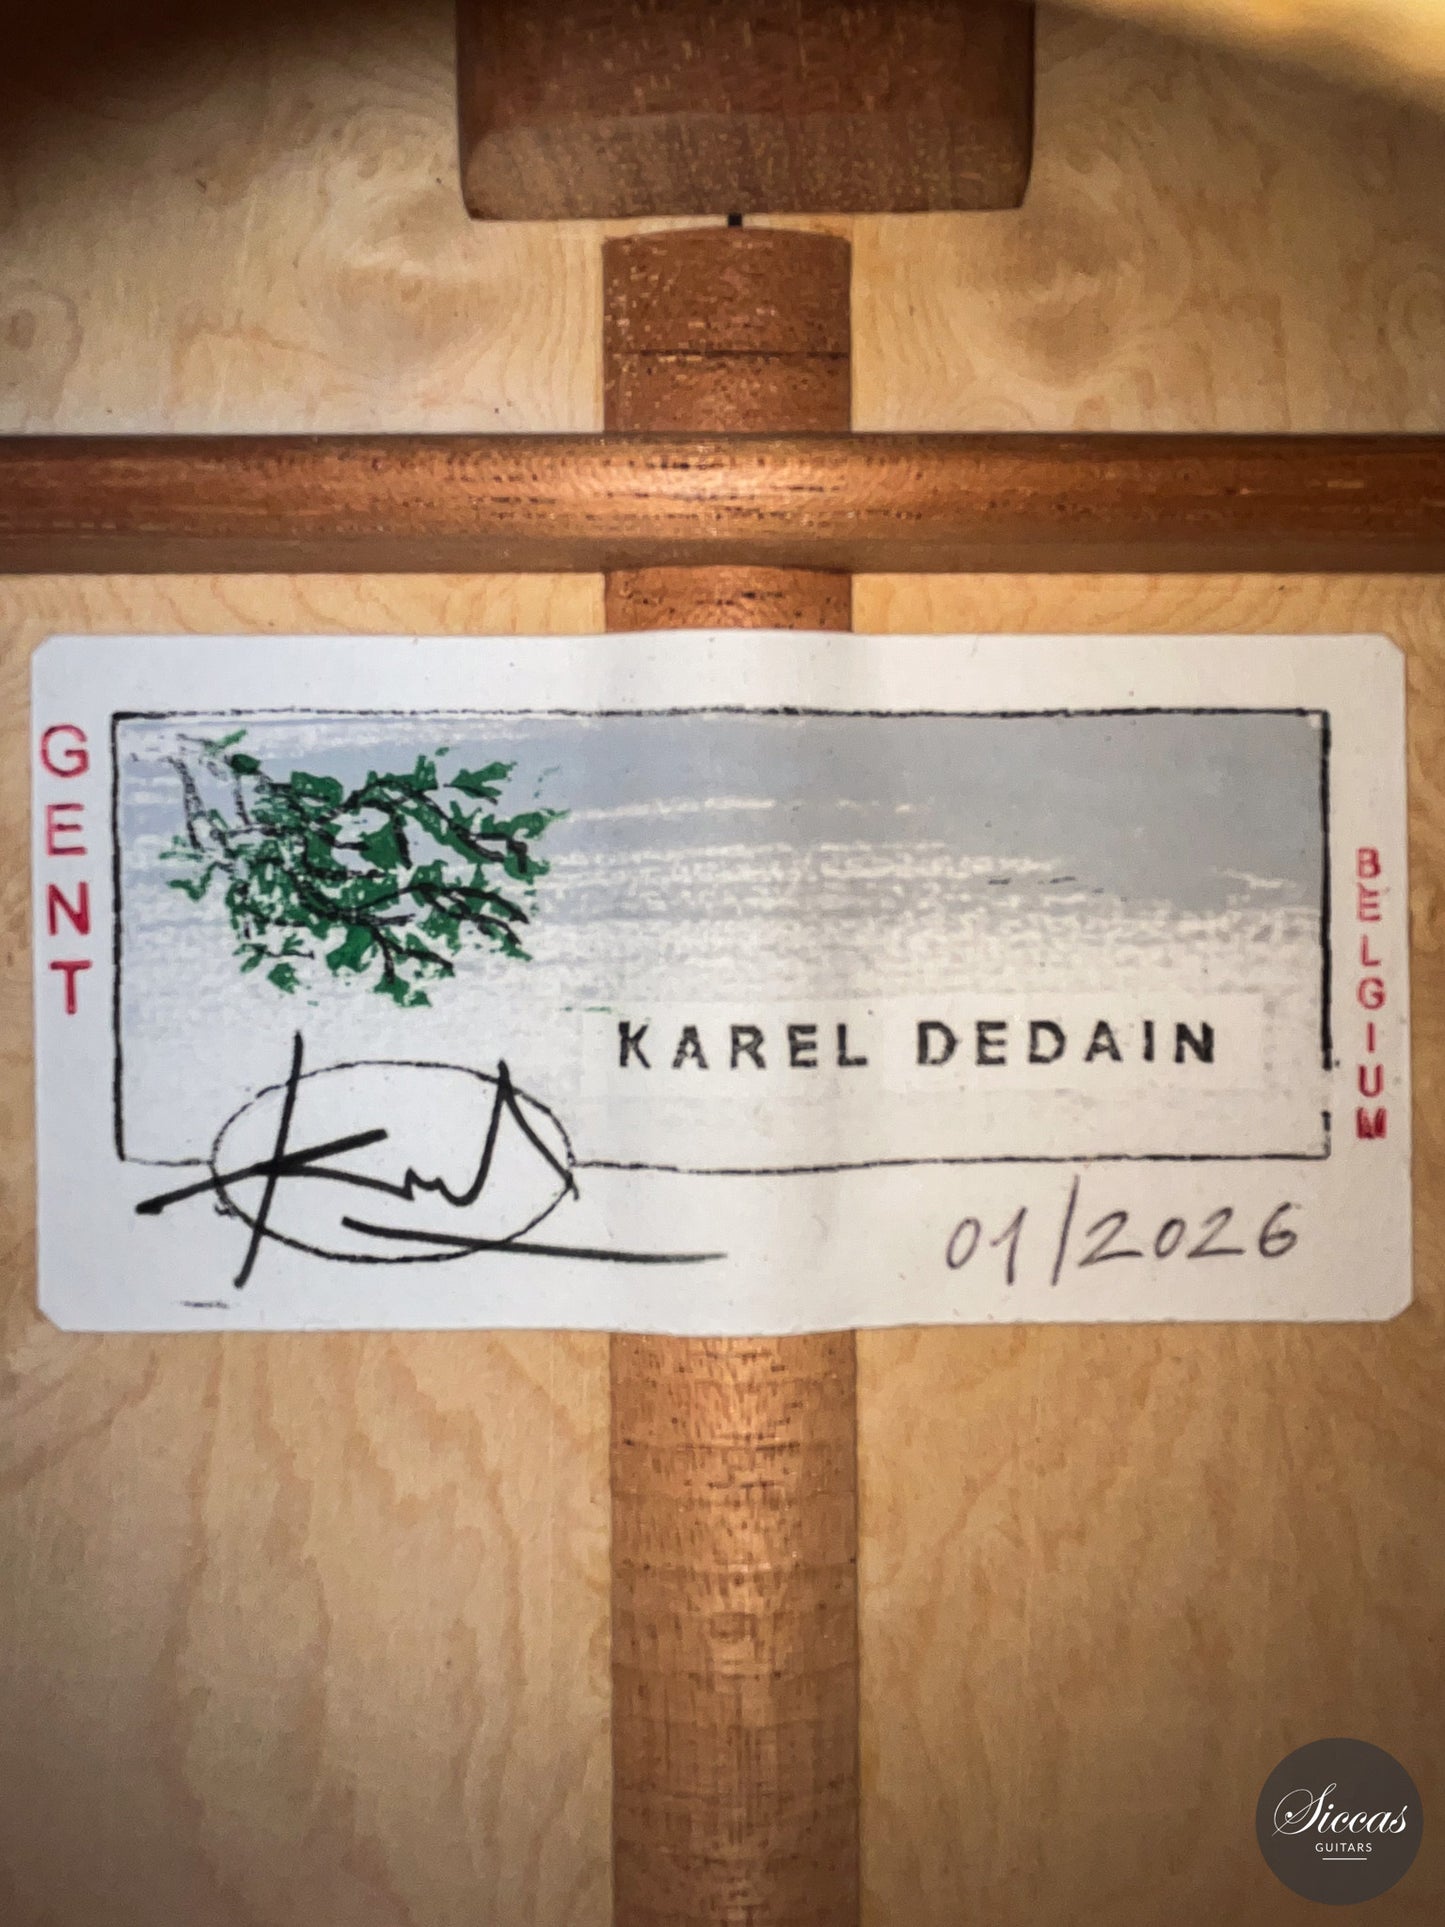 GENT
KAREL DEDAIN
BELGIUM
01/2026
Siccas
GUITARS